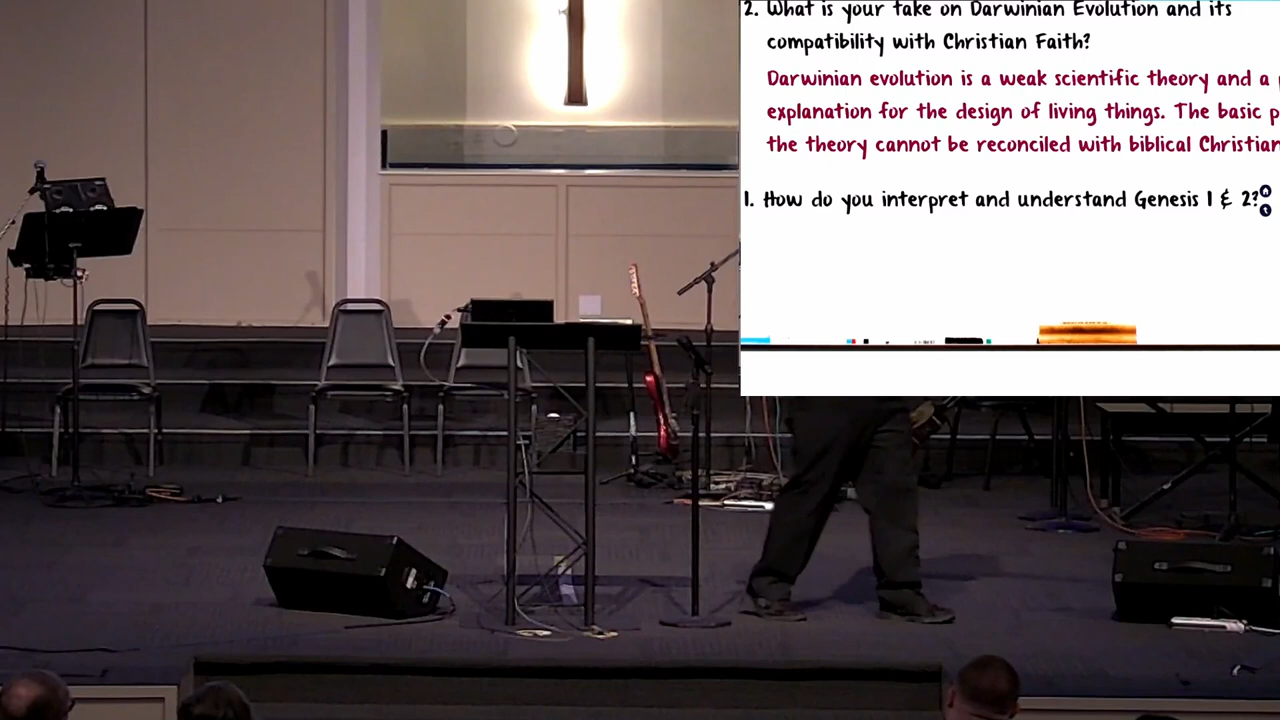 2. What is your take on Darwinian Evolution and its
compatibility with Christian Faith?
Darwinian evolution is a weak scientific theory and a
explanation for the design of living things. The basic
the theory cannot be reconciled with biblical Christian
1. How do you interpret and understand Genesis 1 & 2?